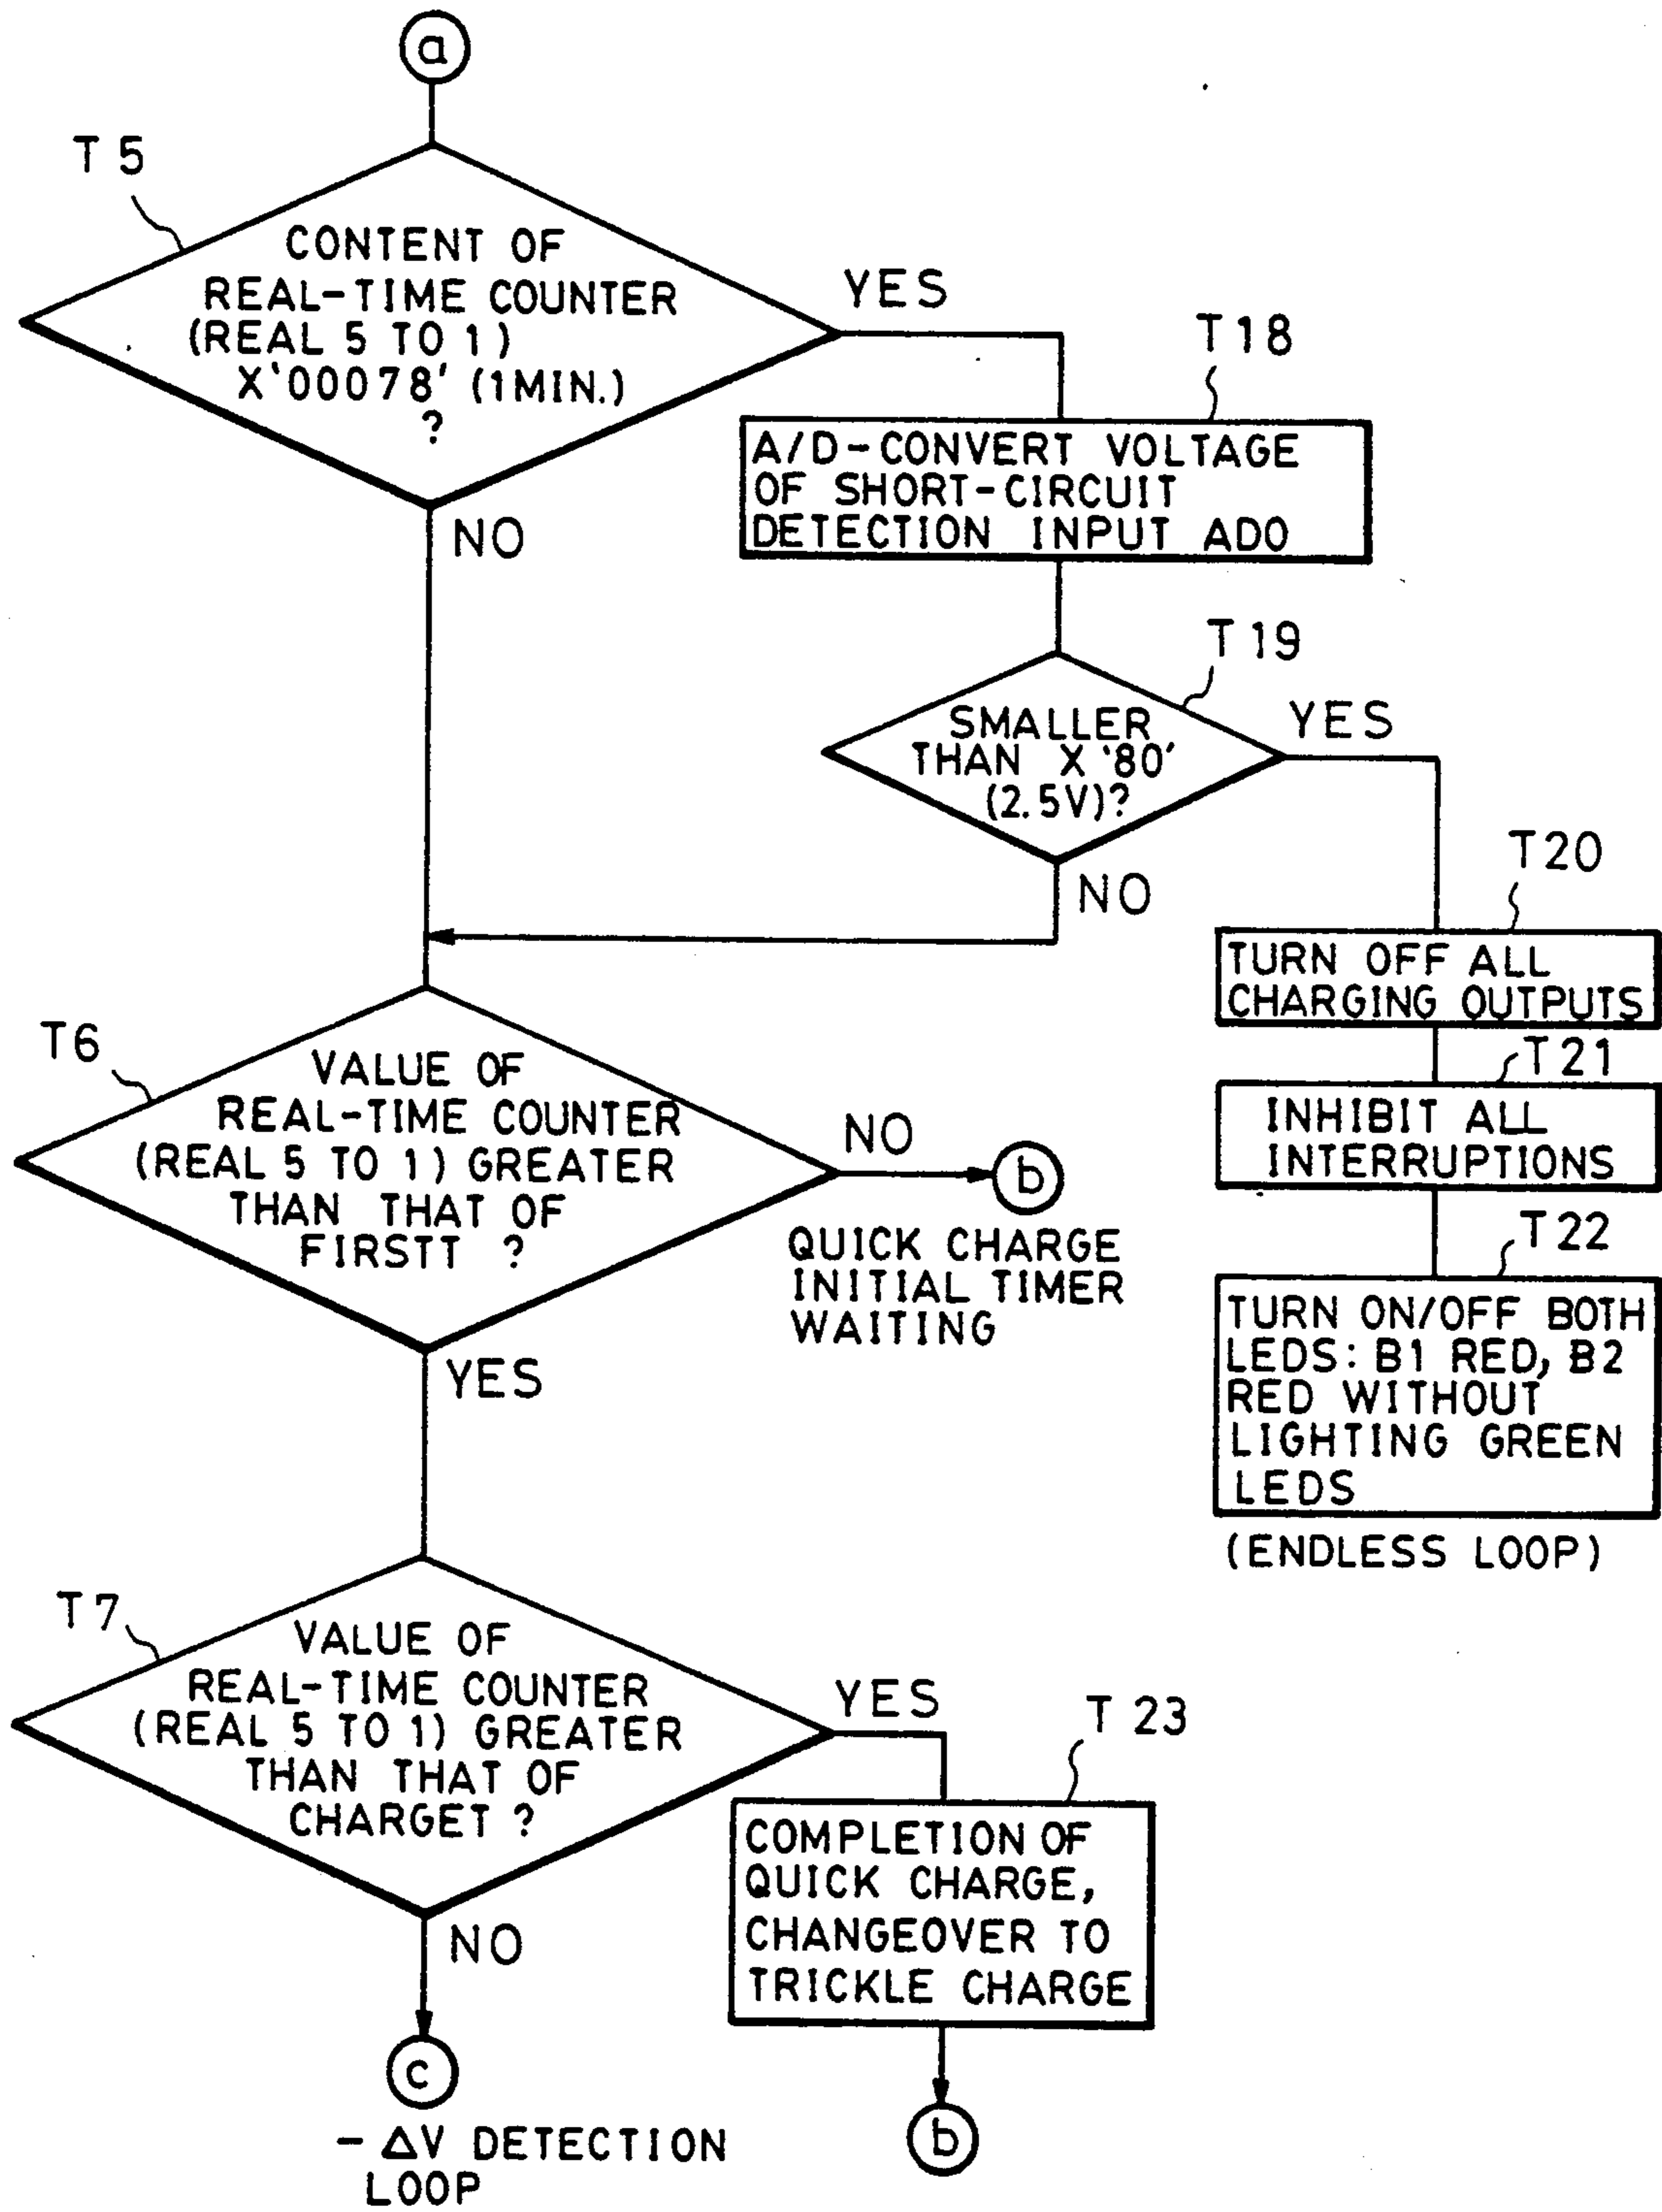 a
T5
CONTENT OF
REAL-TIME COUNTER
(REAL 5 TO 1)
X'00078' (1MIN.)
?
YES
NO
T18
A/D-CONVERT VOLTAGE
OF SHORT-CIRCUIT
DETECTION INPUT AD0
T19
SMALLER
THAN X'80'
(2.5V)?
YES
NO
T20
TURN OFF ALL
CHARGING OUTPUTS
T21
INHIBIT ALL
INTERRUPTIONS
T22
TURN ON/OFF BOTH
LEDS: B1 RED, B2
RED WITHOUT
LIGHTING GREEN
LEDS
(ENDLESS LOOP)
T6
VALUE OF
REAL-TIME COUNTER
(REAL 5 TO 1) GREATER
THAN THAT OF
FIRSTT ?
NO
b
QUICK CHARGE
INITIAL TIMER
WAITING
YES
T7
VALUE OF
REAL-TIME COUNTER
(REAL 5 TO 1) GREATER
THAN THAT OF
CHARGET ?
YES
T23
COMPLETION OF
QUICK CHARGE,
CHANGEOVER TO
TRICKLE CHARGE
b
NO
c
-ΔV DETECTION
LOOP